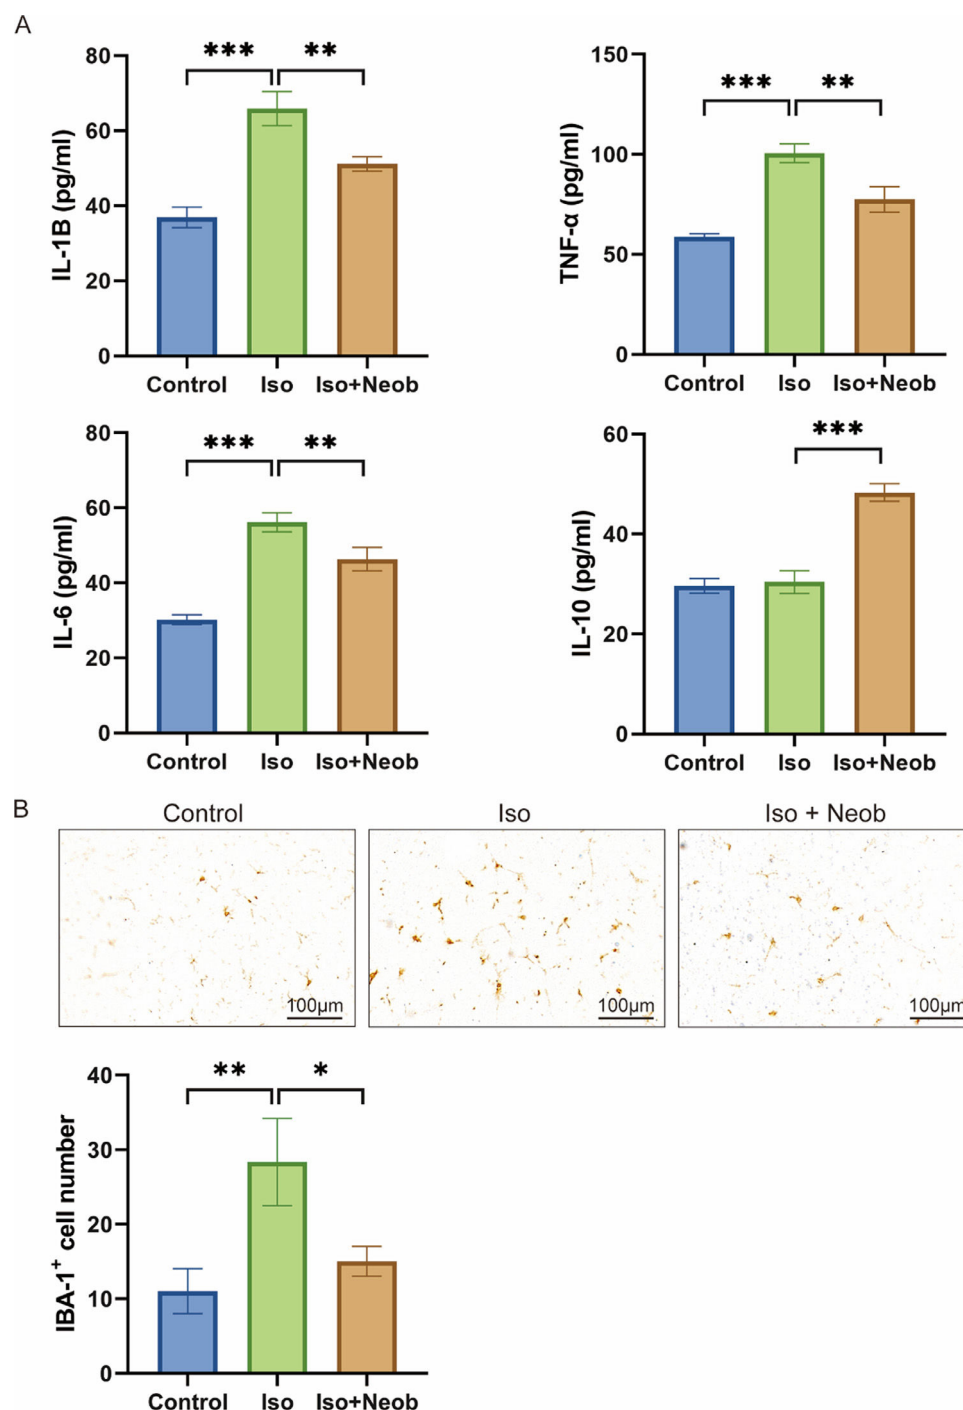 A
IL-1B (pg/ml)
80
60
40
20
0
***
**
Control Iso Iso+Neob
TNF-α (pg/ml)
150
100
50
0
***
**
Control Iso Iso+Neob
IL-6 (pg/ml)
80
60
40
20
0
***
**
Control Iso Iso+Neob
IL-10 (pg/ml)
60
40
20
0
***
Control Iso Iso+Neob
B
Control
Iso
Iso + Neob
100μm
100μm
100μm
IBA-1⁺ cell number
40
30
20
10
0
**
*
Control Iso Iso+Neob